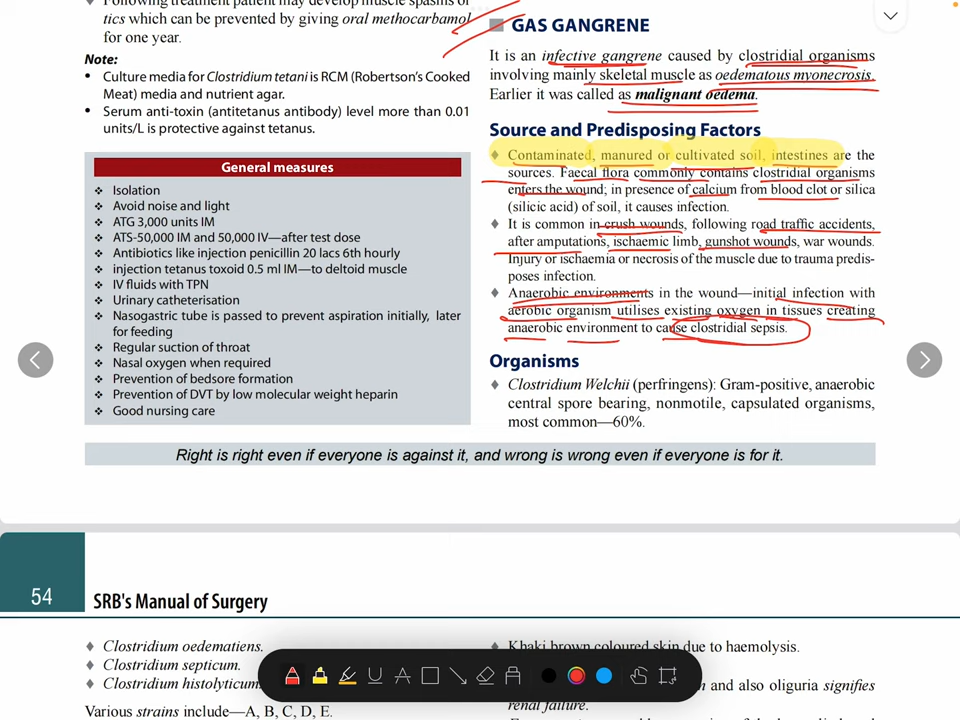 Following treatment patient may develop muscle spasms or
tics which can be prevented by giving oral methocarbamol
for one year.
Note:
• Culture media for Clostridium tetani is RCM (Robertson's Cooked
Meat) media and nutrient agar.
• Serum anti-toxin (antitetanus antibody) level more than 0.01
units/L is protective against tetanus.
General measures
❖ Isolation
❖ Avoid noise and light
❖ ATG 3,000 units IM
❖ ATS-50,000 IM and 50,000 IV—after test dose
❖ Antibiotics like injection penicillin 20 lacs 6th hourly
❖ injection tetanus toxoid 0.5 ml IM—to deltoid muscle
❖ IV fluids with TPN
❖ Urinary catheterisation
❖ Nasogastric tube is passed to prevent aspiration initially, later
for feeding
❖ Regular suction of throat
❖ Nasal oxygen when required
❖ Prevention of bedsore formation
❖ Prevention of DVT by low molecular weight heparin
❖ Good nursing care
GAS GANGRENE
It is an infective gangrene caused by clostridial organisms
involving mainly skeletal muscle as oedematous myonecrosis.
Earlier it was called as malignant oedema.
Source and Predisposing Factors
♦ Contaminated, manured or cultivated soil, intestines are the
sources. Faecal flora commonly contains clostridial organisms
enters the wound; in presence of calcium from blood clot or silica
(silicic acid) of soil, it causes infection.
♦ It is common in crush wounds, following road traffic accidents,
after amputations, ischaemic limb, gunshot wounds, war wounds.
Injury or ischaemia or necrosis of the muscle due to trauma predis-
poses infection.
♦ Anaerobic environments in the wound—initial infection with
aerobic organism utilises existing oxygen in tissues creating
anaerobic environment to cause clostridial sepsis.
Organisms
♦ Clostridium Welchii (perfringens): Gram-positive, anaerobic
central spore bearing, nonmotile, capsulated organisms,
most common—60%.
Right is right even if everyone is against it, and wrong is wrong even if everyone is for it.
54
SRB's Manual of Surgery
♦ Clostridium oedematiens.
♦ Clostridium septicum.
♦ Clostridium histolyticum
Various strains include—A, B, C, D, E.
♦ Khaki brown coloured skin due to haemolysis.
and also oliguria signifies
renal failure.